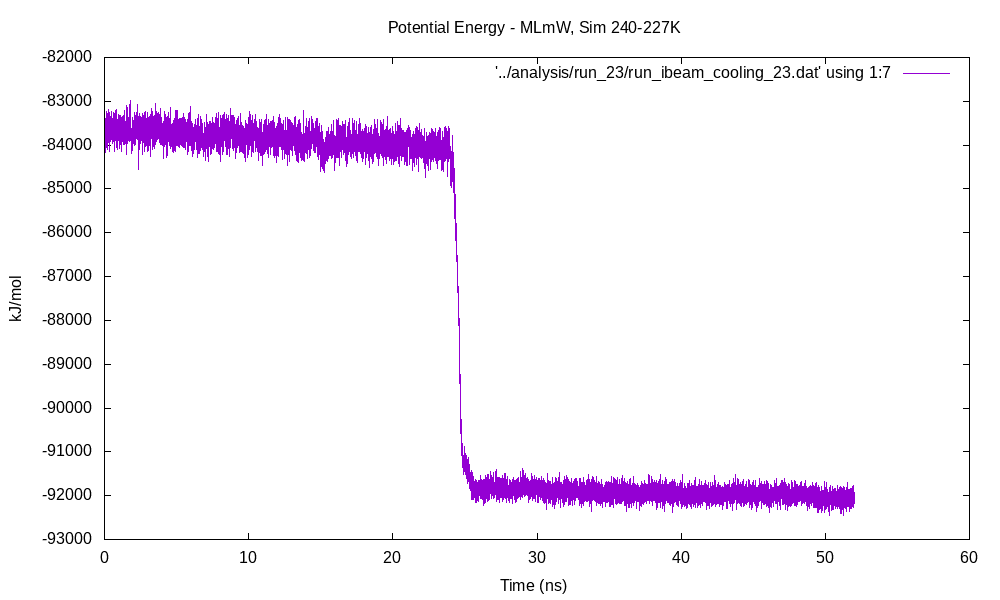 Potential Energy - MLmW, Sim 240-227K
'../analysis/run_23/run_ibeam_cooling_23.dat' using 1:7
-82000
-83000
-84000
-85000
-86000
-87000
-88000
-89000
-90000
-91000
-92000
-93000
kJ/mol
0 10 20 30 40 50 60
Time (ns)